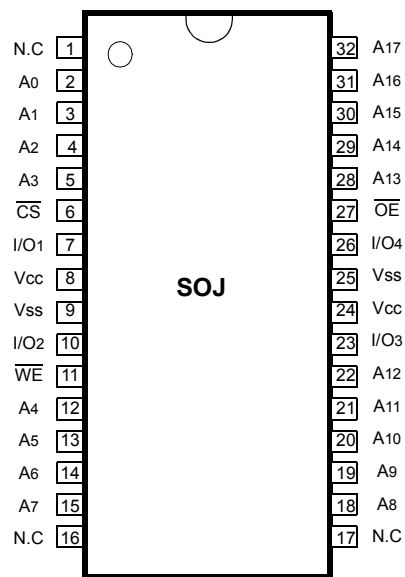 N.C 1 32 A17
A0 2 31 A16
A1 3 30 A15
A2 4 29 A14
A3 5 28 A13
C̅S̅ 6 27 O̅E̅
I/O1 7 26 I/O4
Vcc 8 25 Vss
SOJ
Vss 9 24 Vcc
I/O2 10 23 I/O3
W̅E̅ 11 22 A12
A4 12 21 A11
A5 13 20 A10
A6 14 19 A9
A7 15 18 A8
N.C 16 17 N.C